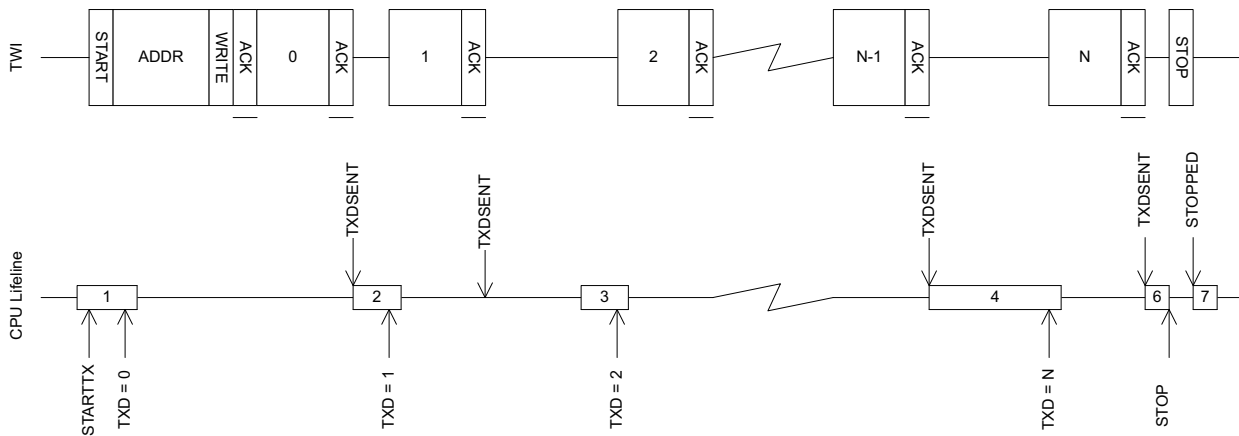 TWI
START
ADDR
WRITE
ACK
0
ACK
1
ACK
2
ACK
N-1
ACK
N
ACK
STOP
CPU Lifeline
TXDSENT
TXDSENT
TXDSENT
TXDSENT
STOPPED
1
2
3
4
6
7
STARTTX
TXD = 0
TXD = 1
TXD = 2
TXD = N
STOP